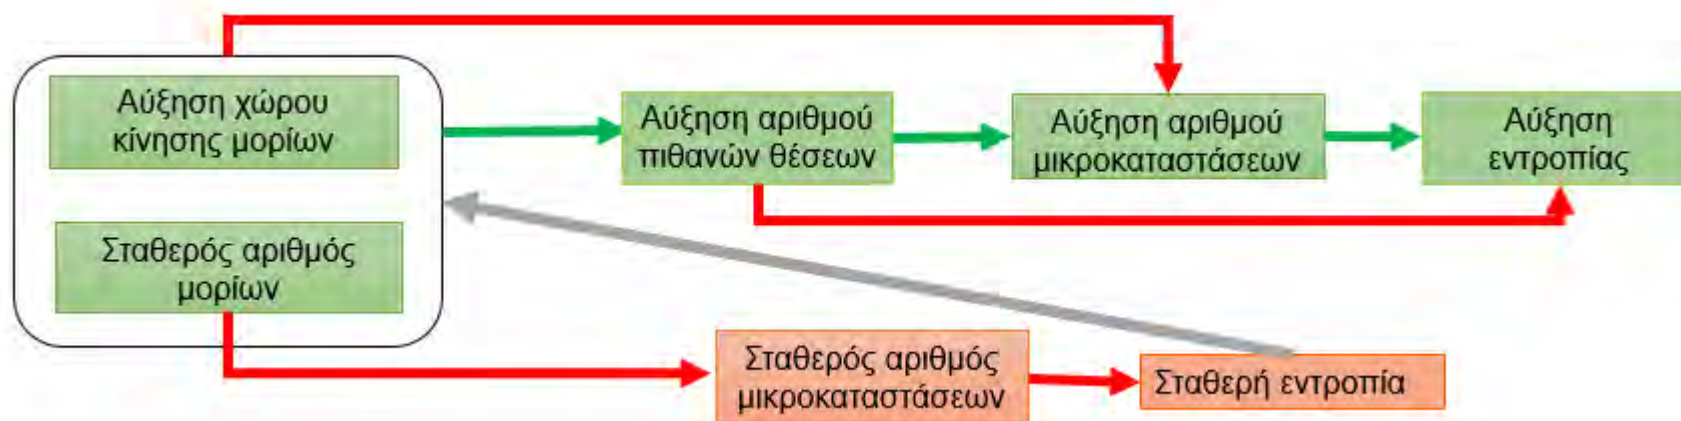 Αύξηση χώρου
κίνησης μορίων
Αύξηση αριθμού
πιθανών θέσεων
Αύξηση αριθμού
μικροκαταστάσεων
Αύξηση
εντροπίας
Σταθερός αριθμός
μορίων
Σταθερός αριθμός
μικροκαταστάσεων
Σταθερή εντροπία